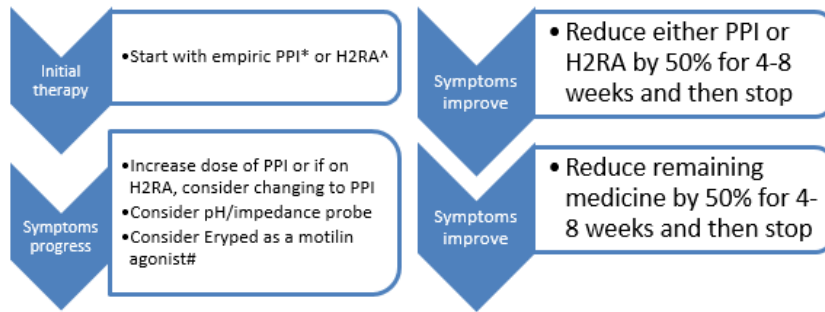 Initial
therapy
•Start with empiric PPI* or H2RA^
Symptoms
progress
•Increase dose of PPI or if on
H2RA, consider changing to PPI
•Consider pH/impedance probe
•Consider Eryped as a motilin
agonist#
Symptoms
improve
•Reduce either PPI or
H2RA by 50% for 4-8
weeks and then stop
Symptoms
improve
•Reduce remaining
medicine by 50% for 4-
8 weeks and then stop